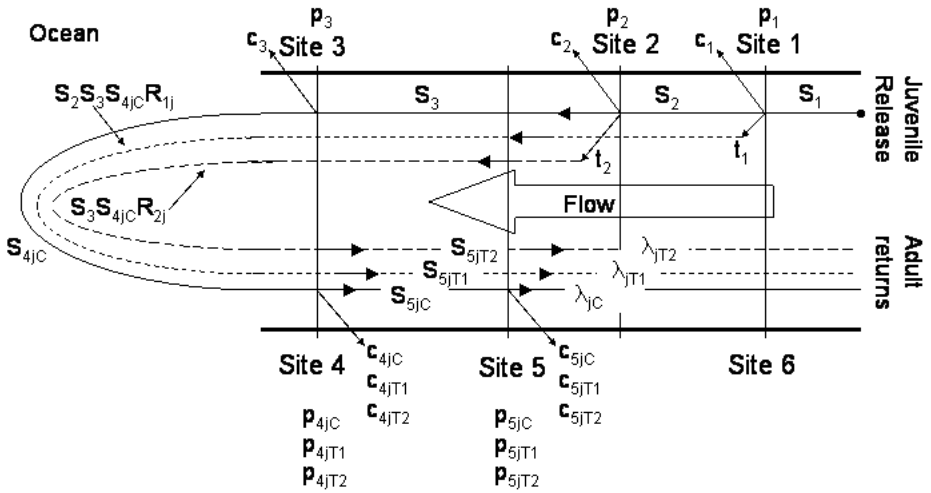 Ocean
p₃ p₂ p₁
c₃ Site 3 c₂ Site 2 c₁ Site 1
Juvenile
Release
S₂S₃S₄jCR₁j S₃ S₂ S₁
t₂ t₁
S₃S₄jCR₂j Flow
S₄jC
Adult
returns
S₅jT2 λjT2
S₅jT1 λjT1
S₅jC λjC
Site 4 Site 5 Site 6
c₄jC c₅jC
c₄jT1 c₅jT1
c₄jT2 c₅jT2
p₄jC p₅jC
p₄jT1 p₅jT1
p₄jT2 p₅jT2